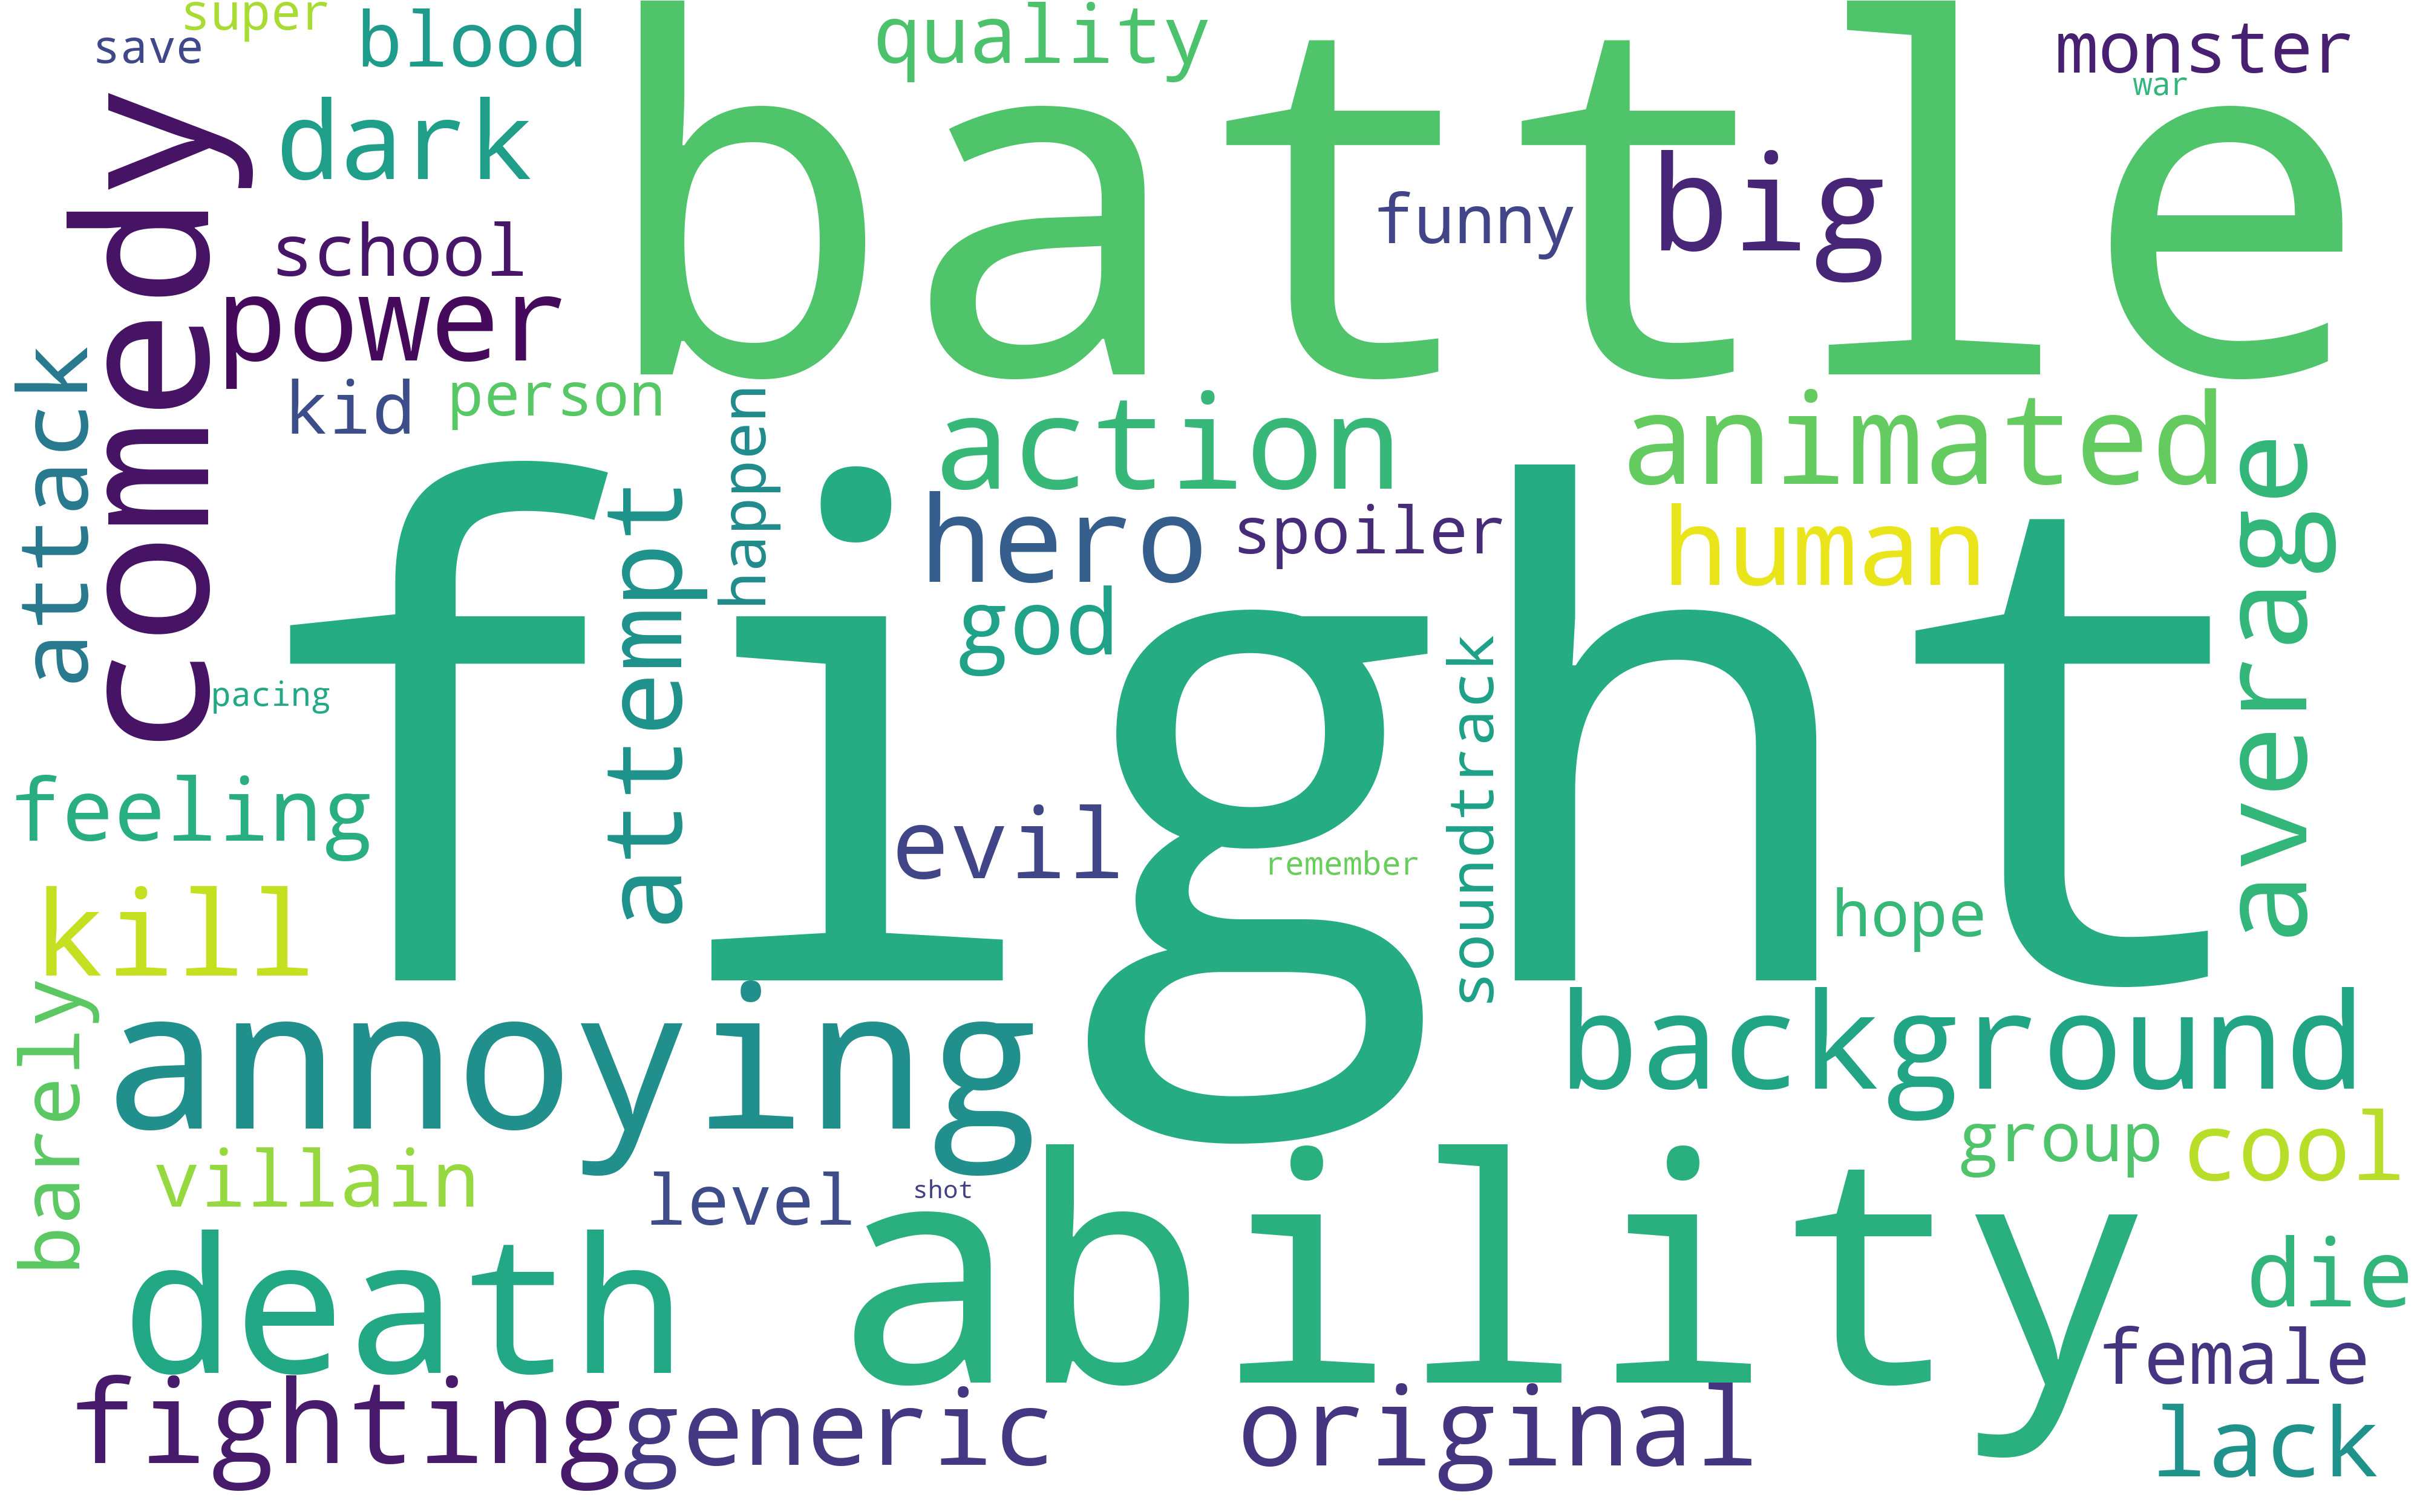 super
save
blood
quality
monster
war
battle
dark
big
funny
comedy
school
power
kid
person
attack
happen
action
animated
average
fight
attempt
hero
spoiler
human
god
soundtrack
pacing
feeling
evil
remember
kill
hope
barely
annoying
background
group
cool
villain
level
shot
ability
death
die
female
fighting
generic
original
lack